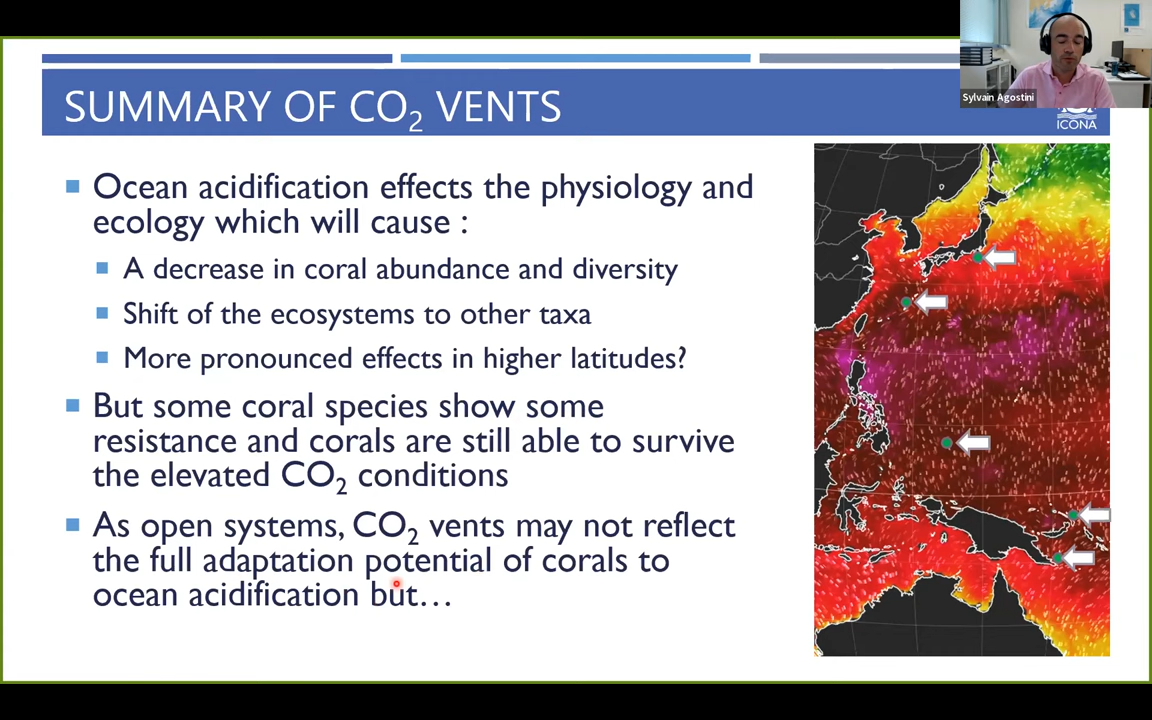 Sylvain Agostini
SUMMARY OF CO₂ VENTS
ICONA
Ocean acidification effects the physiology and
ecology which will cause :
A decrease in coral abundance and diversity
Shift of the ecosystems to other taxa
More pronounced effects in higher latitudes?
But some coral species show some
resistance and corals are still able to survive
the elevated CO₂ conditions
As open systems, CO₂ vents may not reflect
the full adaptation potential of corals to
ocean acidification but…